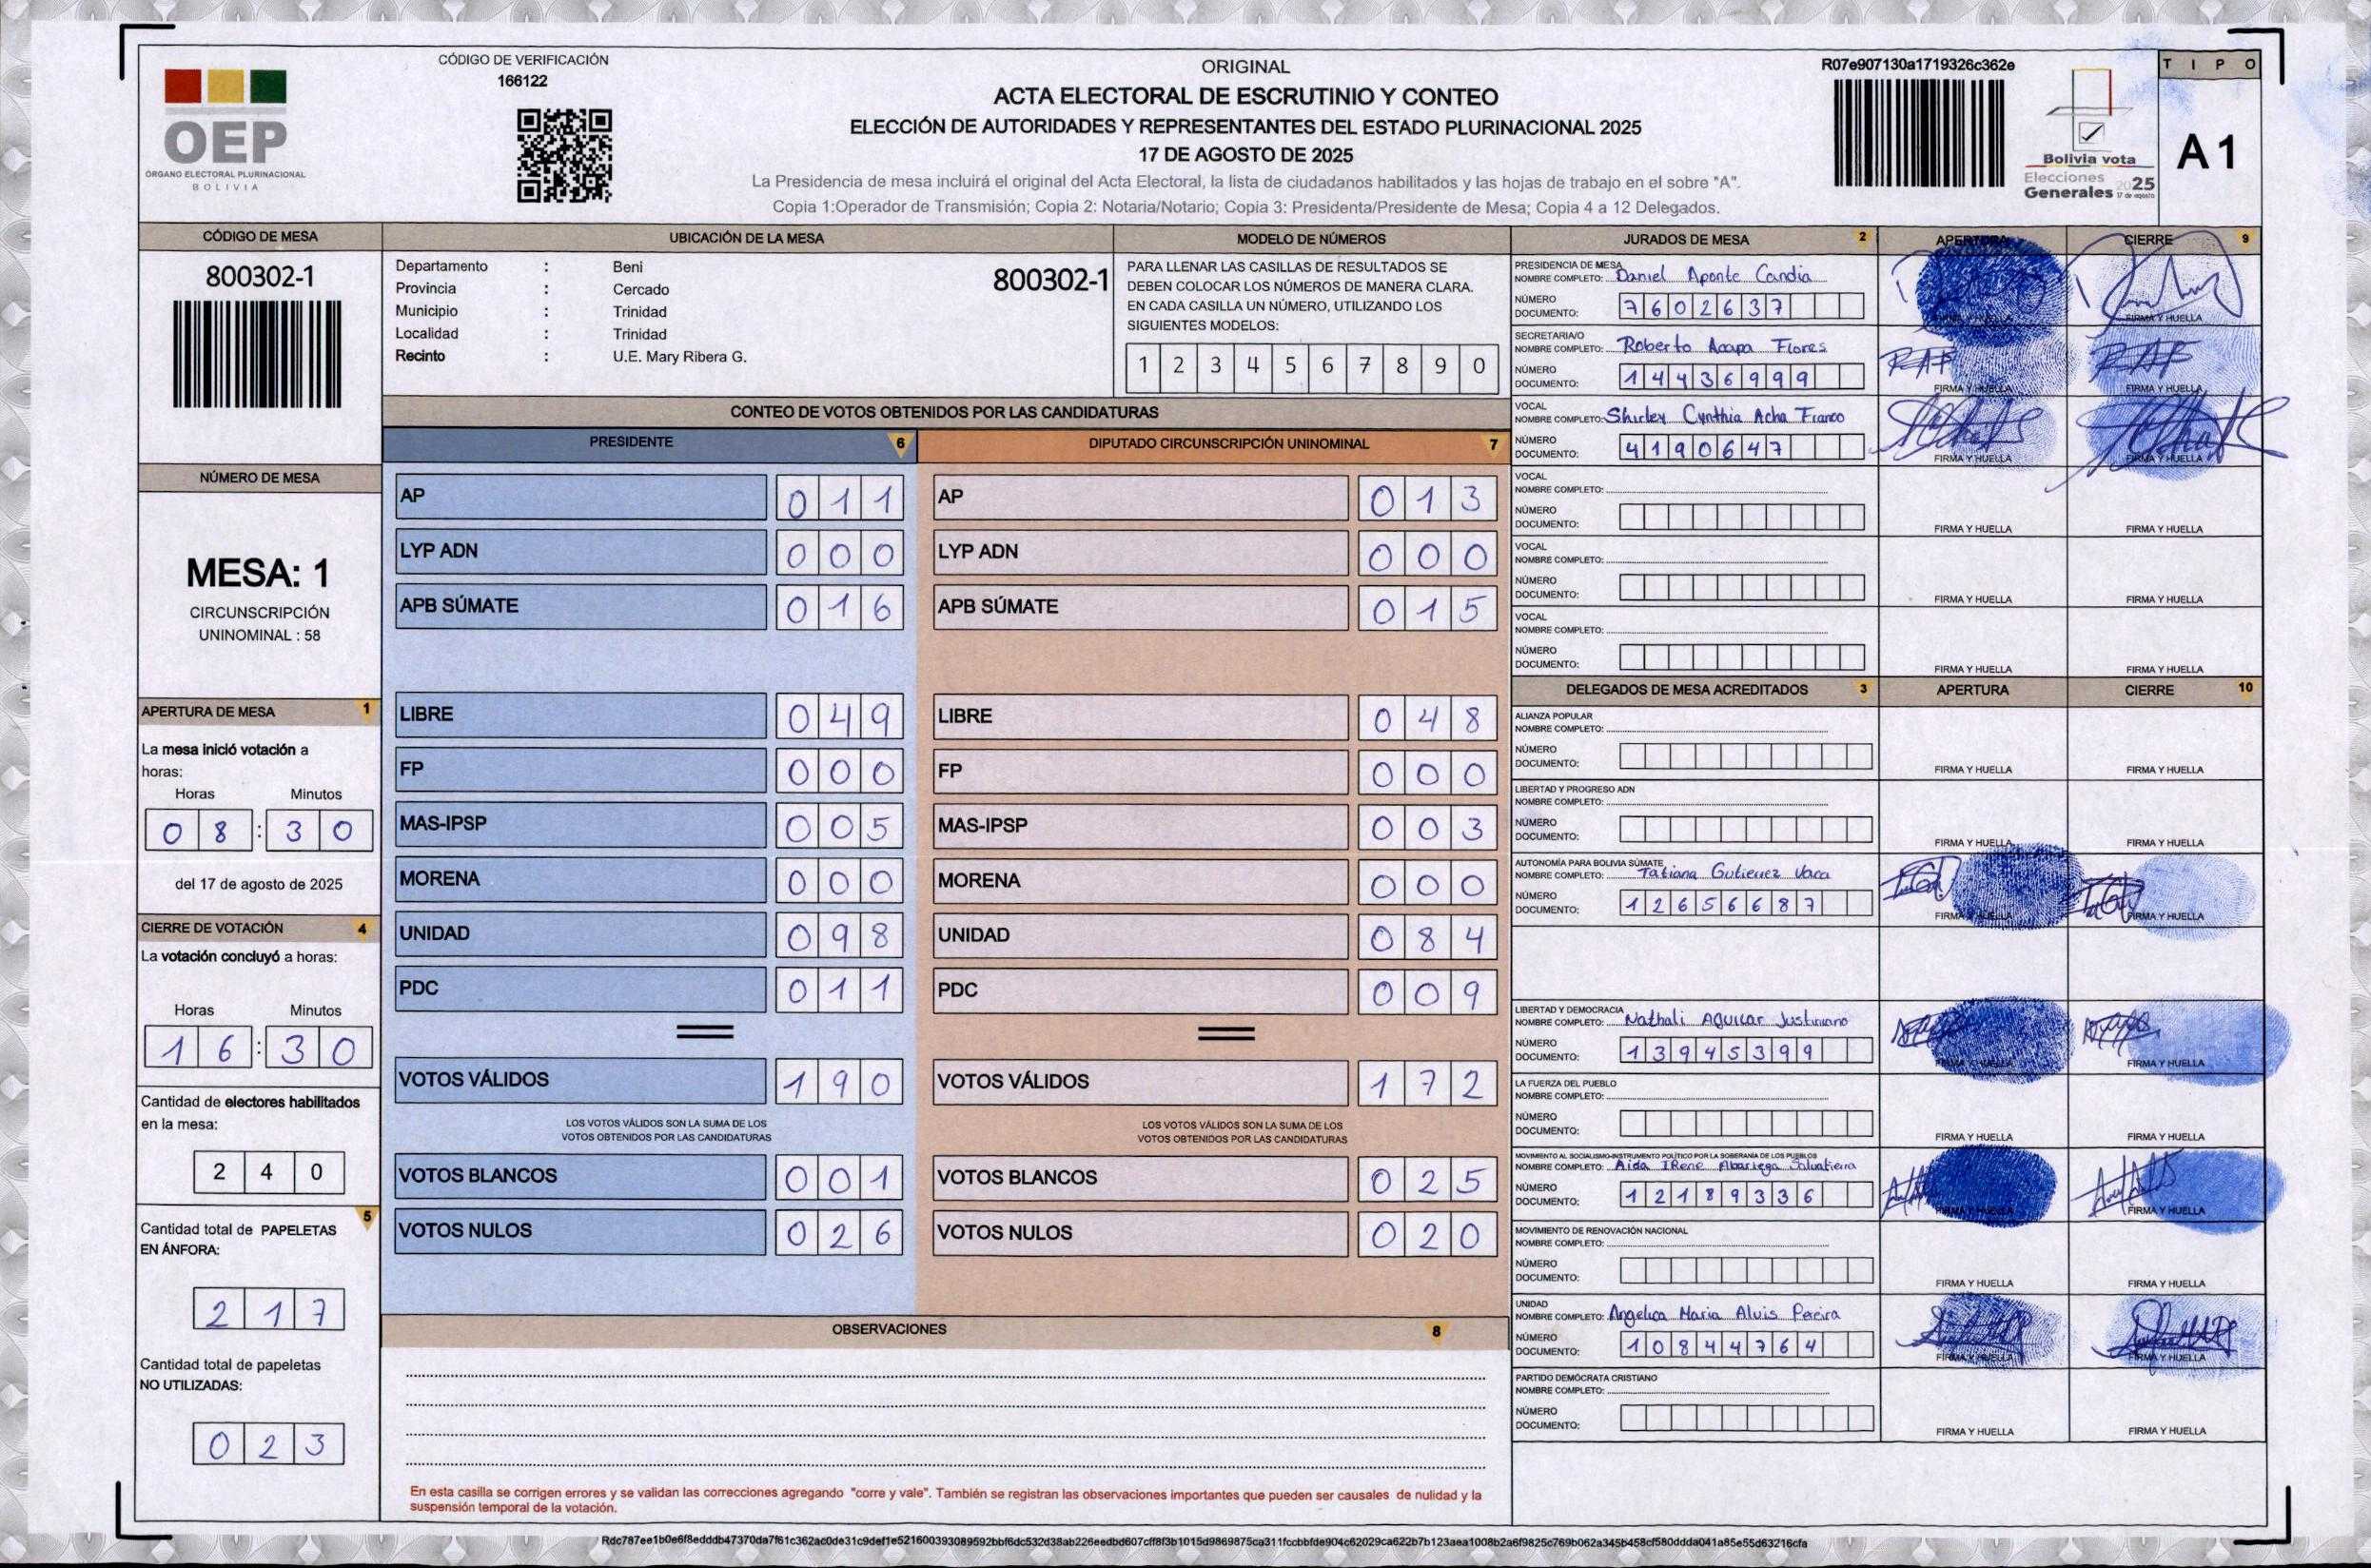 CÓDIGO DE VERIFICACIÓN
166122
OEP
ÓRGANO ELECTORAL PLURINACIONAL
BOLIVIA
ORIGINAL
ACTA ELECTORAL DE ESCRUTINIO Y CONTEO
ELECCIÓN DE AUTORIDADES Y REPRESENTANTES DEL ESTADO PLURINACIONAL 2025
17 DE AGOSTO DE 2025
La Presidencia de mesa incluirá el original del Acta Electoral, la lista de ciudadanos habilitados y las hojas de trabajo en el sobre "A".
Copia 1:Operador de Transmisión; Copia 2: Notaria/Notario; Copia 3: Presidenta/Presidente de Mesa; Copia 4 a 12 Delegados.
R07e907130a1719326c362e
Bolivia vota
Elecciones
Generales 2025
17 de agosto
TIPO
A1
CÓDIGO DE MESA
800302-1
NÚMERO DE MESA
MESA: 1
CIRCUNSCRIPCIÓN
UNINOMINAL : 58
APERTURA DE MESA 1
La mesa inició votación a
horas:
Horas Minutos
08:30
del 17 de agosto de 2025
CIERRE DE VOTACIÓN 4
La votación concluyó a horas:
Horas Minutos
16:30
Cantidad de electores habilitados
en la mesa:
240
5
Cantidad total de PAPELETAS
EN ÁNFORA:
217
Cantidad total de papeletas
NO UTILIZADAS:
023
UBICACIÓN DE LA MESA
Departamento : Beni
800302-1
Provincia : Cercado
Municipio : Trinidad
Localidad : Trinidad
Recinto : U.E. Mary Ribera G.
MODELO DE NÚMEROS
PARA LLENAR LAS CASILLAS DE RESULTADOS SE
DEBEN COLOCAR LOS NÚMEROS DE MANERA CLARA.
EN CADA CASILLA UN NÚMERO, UTILIZANDO LOS
SIGUIENTES MODELOS:
1 2 3 4 5 6 7 8 9 0
CONTEO DE VOTOS OBTENIDOS POR LAS CANDIDATURAS
PRESIDENTE 6
AP 011
LYP ADN 000
APB SÚMATE 016
LIBRE 049
FP 000
MAS-IPSP 005
MORENA 000
UNIDAD 098
PDC 011
VOTOS VÁLIDOS 190
LOS VOTOS VÁLIDOS SON LA SUMA DE LOS
VOTOS OBTENIDOS POR LAS CANDIDATURAS
VOTOS BLANCOS 001
VOTOS NULOS 026
DIPUTADO CIRCUNSCRIPCIÓN UNINOMINAL 7
AP 013
LYP ADN 000
APB SÚMATE 015
LIBRE 048
FP 000
MAS-IPSP 003
MORENA 000
UNIDAD 084
PDC 009
VOTOS VÁLIDOS 172
LOS VOTOS VÁLIDOS SON LA SUMA DE LOS
VOTOS OBTENIDOS POR LAS CANDIDATURAS
VOTOS BLANCOS 025
VOTOS NULOS 020
OBSERVACIONES 8
En esta casilla se corrigen errores y se validan las correcciones agregando "corre y vale". También se registran las observaciones importantes que pueden ser causales de nulidad y la
suspensión temporal de la votación.
JURADOS DE MESA 2 APERTURA CIERRE 9
PRESIDENCIA DE MESA
NOMBRE COMPLETO: Daniel Aponte Candia
NÚMERO
DOCUMENTO: 7602637
FIRMA Y HUELLA
SECRETARIA/O
NOMBRE COMPLETO: Roberto Acapa Flores
NÚMERO
DOCUMENTO: 14436999
RAF RAF
FIRMA Y HUELLA FIRMA Y HUELLA
VOCAL
NOMBRE COMPLETO: Shirley Cynthia Acha Franco
NÚMERO
DOCUMENTO: 4190647
FIRMA Y HUELLA FIRMA Y HUELLA
VOCAL
NOMBRE COMPLETO:
NÚMERO
DOCUMENTO:
FIRMA Y HUELLA FIRMA Y HUELLA
VOCAL
NOMBRE COMPLETO:
NÚMERO
DOCUMENTO:
FIRMA Y HUELLA FIRMA Y HUELLA
VOCAL
NOMBRE COMPLETO:
NÚMERO
DOCUMENTO:
FIRMA Y HUELLA FIRMA Y HUELLA
DELEGADOS DE MESA ACREDITADOS 3 APERTURA CIERRE 10
ALIANZA POPULAR
NOMBRE COMPLETO:
NÚMERO
DOCUMENTO:
FIRMA Y HUELLA FIRMA Y HUELLA
LIBERTAD Y PROGRESO ADN
NOMBRE COMPLETO:
NÚMERO
DOCUMENTO:
FIRMA Y HUELLA FIRMA Y HUELLA
AUTONOMÍA PARA BOLIVIA SÚMATE
NOMBRE COMPLETO: Tatiana Gutierrez Vaca
NÚMERO
DOCUMENTO: 12656687
FIRMA Y HUELLA FIRMA Y HUELLA
LIBERTAD Y DEMOCRACIA
NOMBRE COMPLETO: Nathali Aguilar Justiniano
NÚMERO
DOCUMENTO: 13945399
FIRMA Y HUELLA FIRMA Y HUELLA
LA FUERZA DEL PUEBLO
NOMBRE COMPLETO:
NÚMERO
DOCUMENTO:
FIRMA Y HUELLA FIRMA Y HUELLA
MOVIMIENTO AL SOCIALISMO-INSTRUMENTO POLÍTICO POR LA SOBERANÍA DE LOS PUEBLOS
NOMBRE COMPLETO: Aida IRene Abariega Salvatierra
NÚMERO
DOCUMENTO: 12189336
FIRMA Y HUELLA FIRMA Y HUELLA
MOVIMIENTO DE RENOVACIÓN NACIONAL
NOMBRE COMPLETO:
NÚMERO
DOCUMENTO:
FIRMA Y HUELLA FIRMA Y HUELLA
UNIDAD
NOMBRE COMPLETO: Angelica Maria Alvis Pereira
NÚMERO
DOCUMENTO: 10844764
FIRMA Y HUELLA FIRMA Y HUELLA
PARTIDO DEMÓCRATA CRISTIANO
NOMBRE COMPLETO:
NÚMERO
DOCUMENTO:
FIRMA Y HUELLA FIRMA Y HUELLA